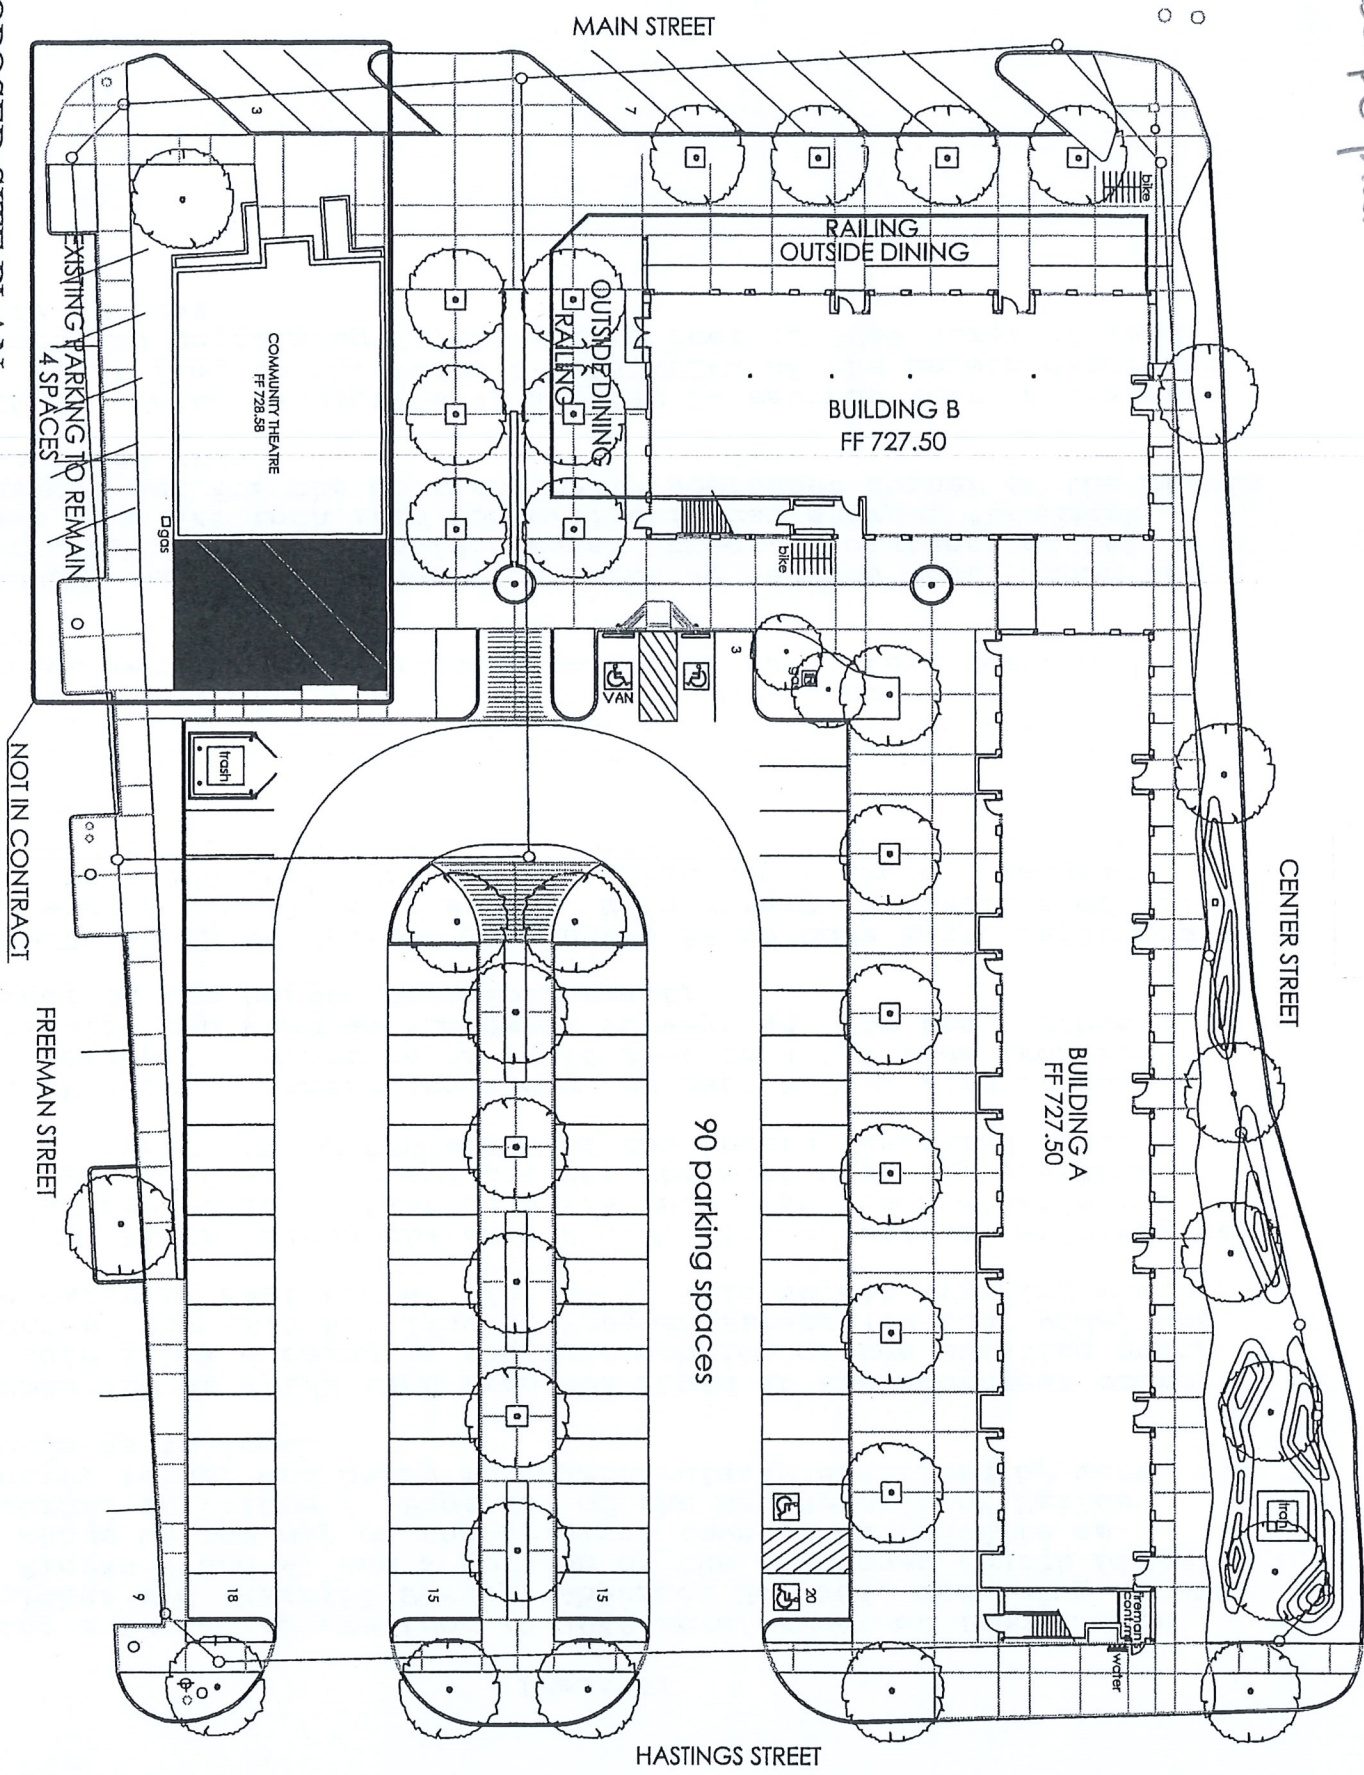 MAIN STREET
3
7
bike
RAILING
OUTSIDE DINING
OUTSIDE DINING
RAILING
EXISTING PARKING TO REMAIN
4 SPACES
COMMUNITY THEATRE
FF 728.58
BUILDING B
FF 727.50
gas
bike
VAN
3
trash
NOT IN CONTRACT
CENTER STREET
FREEMAN STREET
BUILDING A
FF 727.50
90 parking spaces
tran
9
18
15
15
20
fireman's
water
HASTINGS STREET